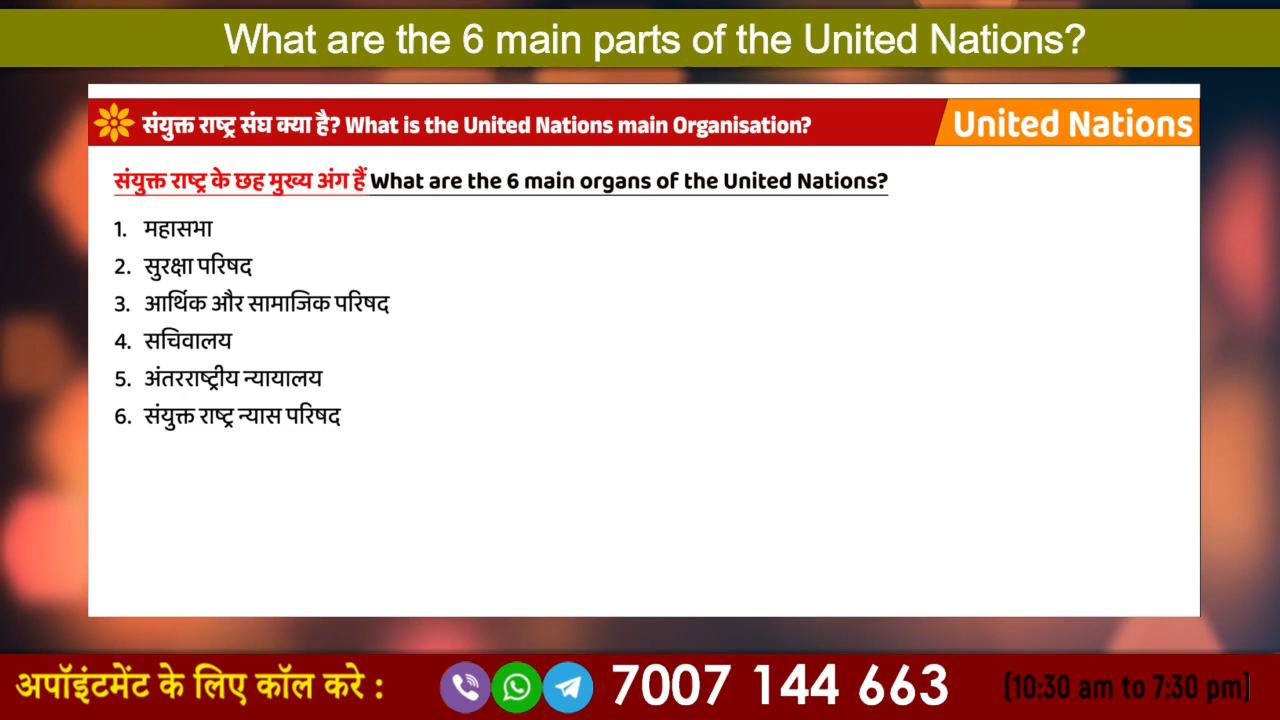 What are the 6 main parts of the United Nations?
संयुक्त राष्ट्र संघ क्या है? What is the United Nations main Organisation?
United Nations
संयुक्त राष्ट्र के छह मुख्य अंग हैं What are the 6 main organs of the United Nations?
1. महासभा
2. सुरक्षा परिषद
3. आर्थिक और सामाजिक परिषद
4. सचिवालय
5. अंतरराष्ट्रीय न्यायालय
6. संयुक्त राष्ट्र न्यास परिषद
अपॉइंटमेंट के लिए कॉल करे : 7007 144 663 [10:30 am to 7:30 pm]